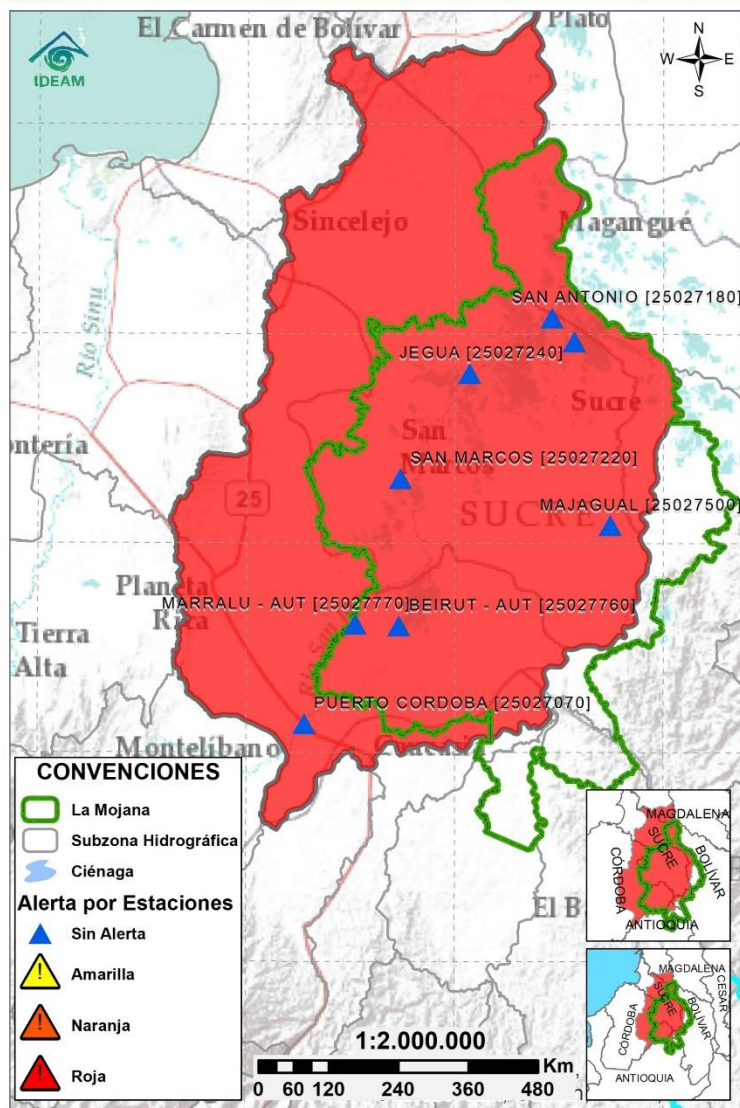 El Carmen de Bolívar
Plato
IDEAM
N
W
E
S
Sincelejo
Magangué
Río Sinu
SAN ANTONIO [25027180]
JEGUA [25027240]
Sucre
San
Marcos
SAN MARCOS [25027220]
25
SUCRE
MAJAGUAL [25027500]
Planeta
Rica
MARRALU - AUT [25027770]
BEIRUT - AUT [25027760]
Tierra
Alta
Río San
PUERTO CORDOBA [25027070]
Montelíbano
El B
CONVENCIONES
La Mojana
Subzona Hidrográfica
Ciénaga
Alerta por Estaciones
Sin Alerta
Amarilla
Naranja
Roja
1:2.000.000
Km
0 60 120 240 360 480
MAGDALENA
SUCRE
BOLÍVAR
CÓRDOBA
ANTIOQUIA
MAGDALENA
CESAR
SUCRE
BOLÍVAR
CÓRDOBA
ANTIOQUIA